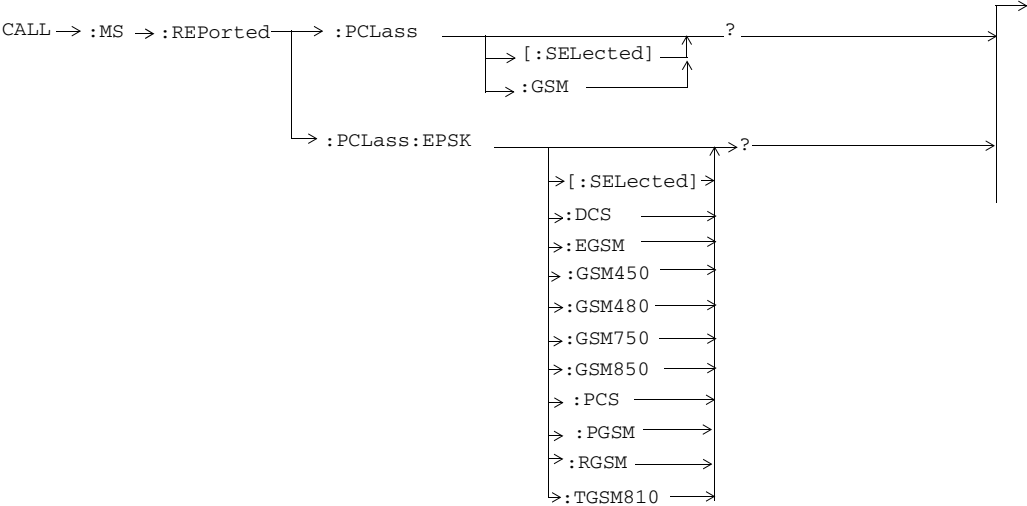 CALL :MS :REPorted :PCLass ?
[:SELected]
:GSM
:PCLass:EPSK ?
[:SELected]
:DCS
:EGSM
:GSM450
:GSM480
:GSM750
:GSM850
:PCS
:PGSM
:RGSM
:TGSM810